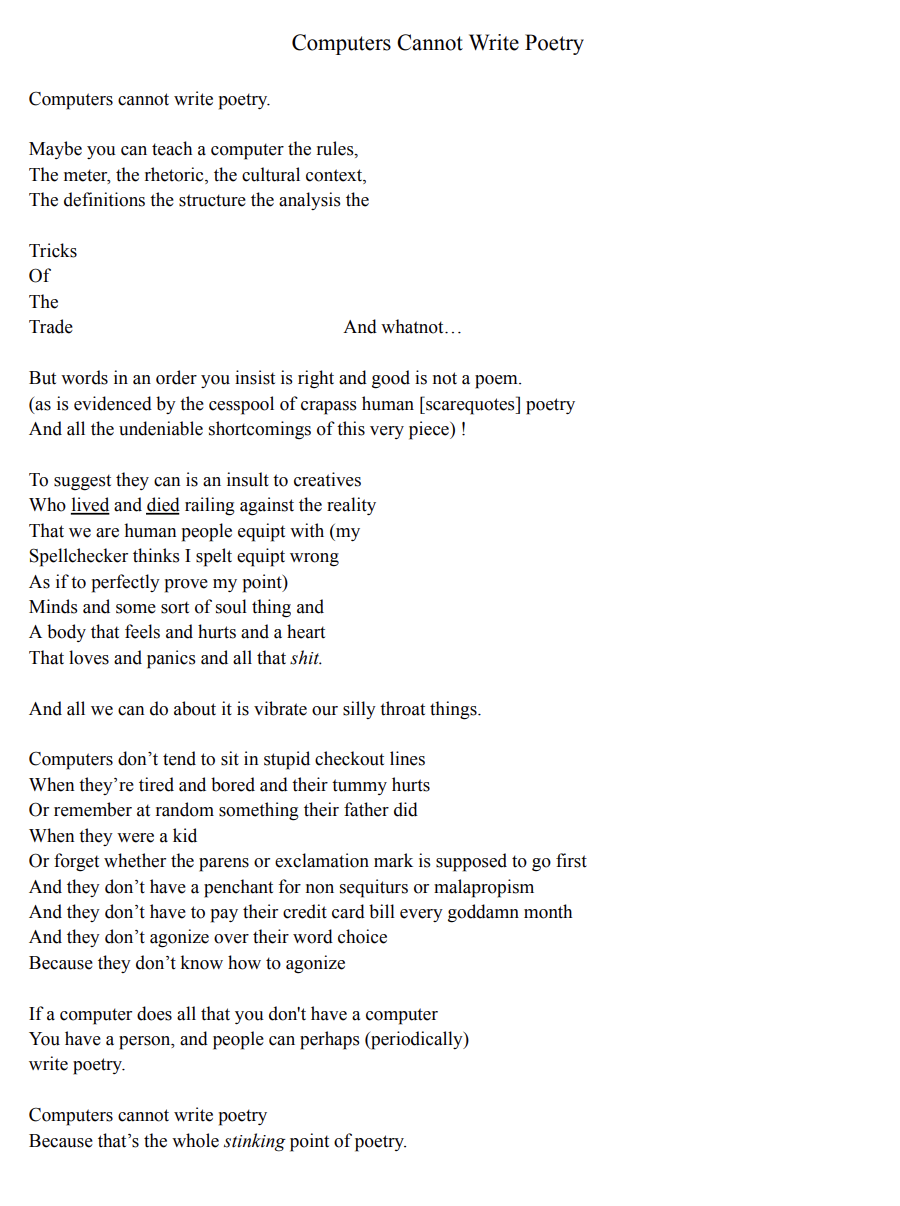 Computers Cannot Write Poetry
Computers cannot write poetry.
Maybe you can teach a computer the rules,
The meter, the rhetoric, the cultural context,
The definitions the structure the analysis the
Tricks
Of
The
Trade And whatnot…
But words in an order you insist is right and good is not a poem.
(as is evidenced by the cesspool of crapass human [scarequotes] poetry
And all the undeniable shortcomings of this very piece) !
To suggest they can is an insult to creatives
Who lived and died railing against the reality
That we are human people equipt with (my
Spellchecker thinks I spelt equipt wrong
As if to perfectly prove my point)
Minds and some sort of soul thing and
A body that feels and hurts and a heart
That loves and panics and all that shit.
And all we can do about it is vibrate our silly throat things.
Computers don’t tend to sit in stupid checkout lines
When they’re tired and bored and their tummy hurts
Or remember at random something their father did
When they were a kid
Or forget whether the parens or exclamation mark is supposed to go first
And they don’t have a penchant for non sequiturs or malapropism
And they don’t have to pay their credit card bill every goddamn month
And they don’t agonize over their word choice
Because they don’t know how to agonize
If a computer does all that you don't have a computer
You have a person, and people can perhaps (periodically)
write poetry.
Computers cannot write poetry
Because that’s the whole stinking point of poetry.